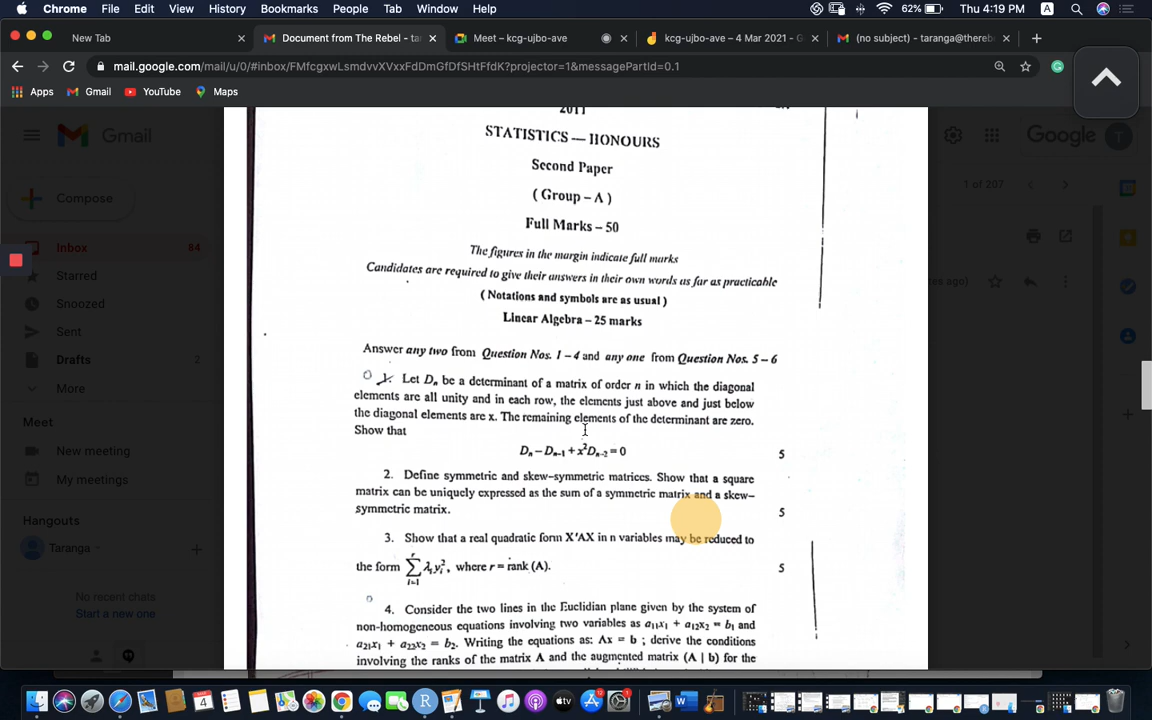 Chrome File Edit View History Bookmarks People Tab Window Help 62% Thu 4:19 PM A
New Tab Document from The Rebel - tar Meet – kcg-ujbo-ave kcg-ujbo-ave – 4 Mar 2021 - G (no subject) - taranga@thereb
mail.google.com/mail/u/0/#inbox/FMfcgxwLsmdvvXVxxFdDmGfDfSHtFfdK?projector=1&messagePartId=0.1
Apps Gmail YouTube Maps
Gmail
Google T
Compose
1 of 207
Inbox 84
Starred
Snoozed
Sent
Drafts 2
More
Meet
New meeting
My meetings
Hangouts
Taranga
No recent chats
Start a new one
es ago)
STATISTICS — HONOURS
Second Paper
( Group – A )
Full Marks – 50
The figures in the margin indicate full marks
Candidates are required to give their answers in their own words as far as practicable
( Notations and symbols are as usual )
Linear Algebra – 25 marks
Answer any two from Question Nos. 1 – 4 and any one from Question Nos. 5 – 6
1. Let Dₙ be a determinant of a matrix of order n in which the diagonal
elements are all unity and in each row, the elements just above and just below
the diagonal elements are x. The remaining elements of the determinant are zero.
Show that
Dₙ – Dₙ₋₁ + x²Dₙ₋₂ = 0 5
2. Define symmetric and skew-symmetric matrices. Show that a square
matrix can be uniquely expressed as the sum of a symmetric matrix and a skew–
symmetric matrix. 5
3. Show that a real quadratic form X′AX in n variables may be reduced to
the form ∑ᵢ₌₁ʳ λᵢyᵢ², where r = rank (A). 5
4. Consider the two lines in the Euclidian plane given by the system of
non-homogeneous equations involving two variables as a₁₁x₁ + a₁₂x₂ = b₁ and
a₂₁x₁ + a₂₂x₂ = b₂. Writing the equations as: Ax = b ; derive the conditions
involving the ranks of the matrix A and the augmented matrix (A | b) for the